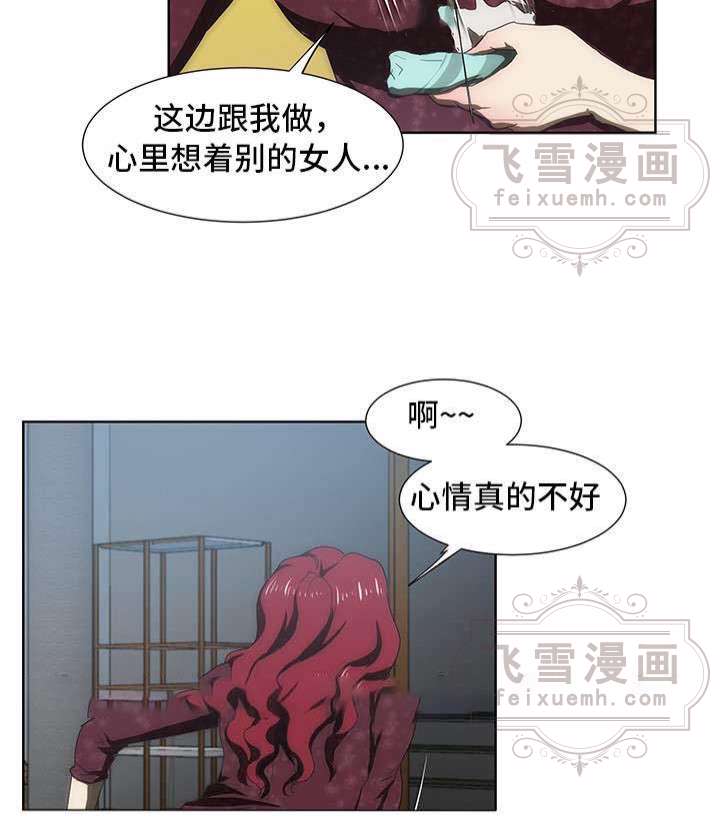 这边跟我做,
心里想着别的女人...
飞雪漫画
feixuemh.com
啊~~
心情真的不好
飞雪漫画
feixuemh.com